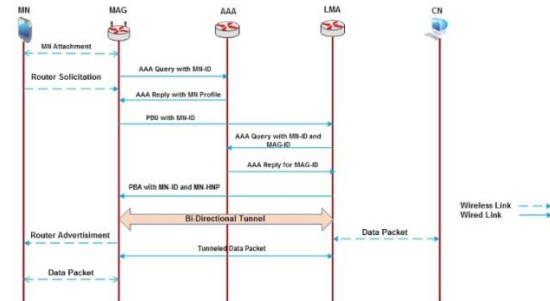 MN MAG AAA LMA CN
MN Attachment
AAA Query with MN-ID
Router Solicitation
AAA Reply with MN Profile
PBU with MN-ID
AAA Query with MN-ID and
MAG-ID
AAA Reply for MAG-ID
PBA with MN-ID and MN-HNP
Wireless Link
Wired Link
Bi-Directional Tunnel
Data Packet
Router Advertisiment
Tunneled Data Packet
Data Packet